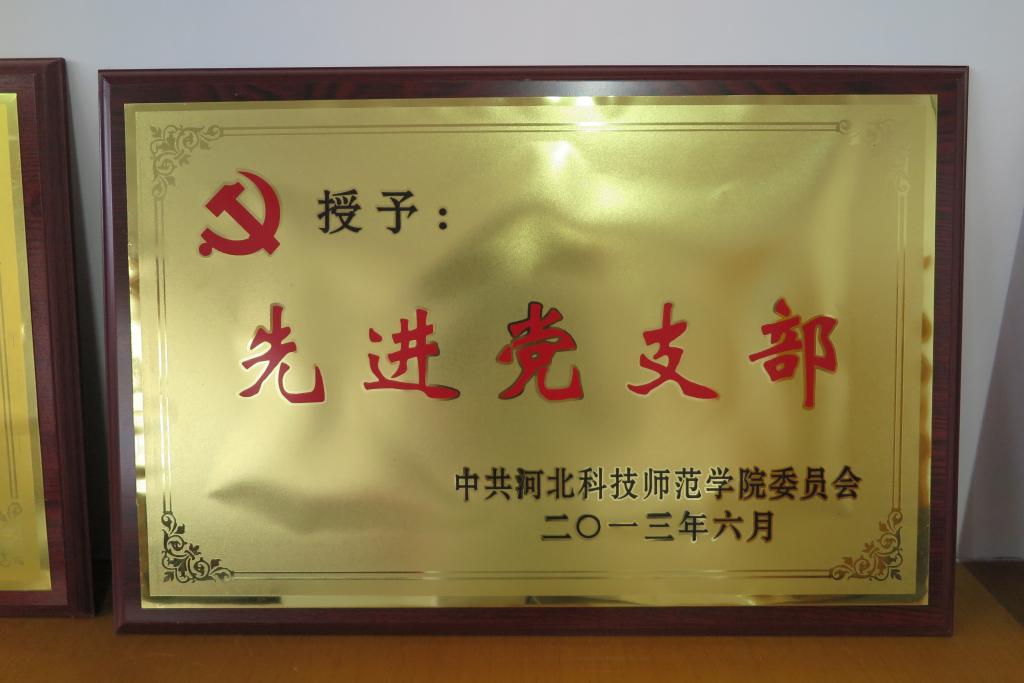 授予：
先进党支部
中共河北科技师范学院委员会
二〇一三年六月